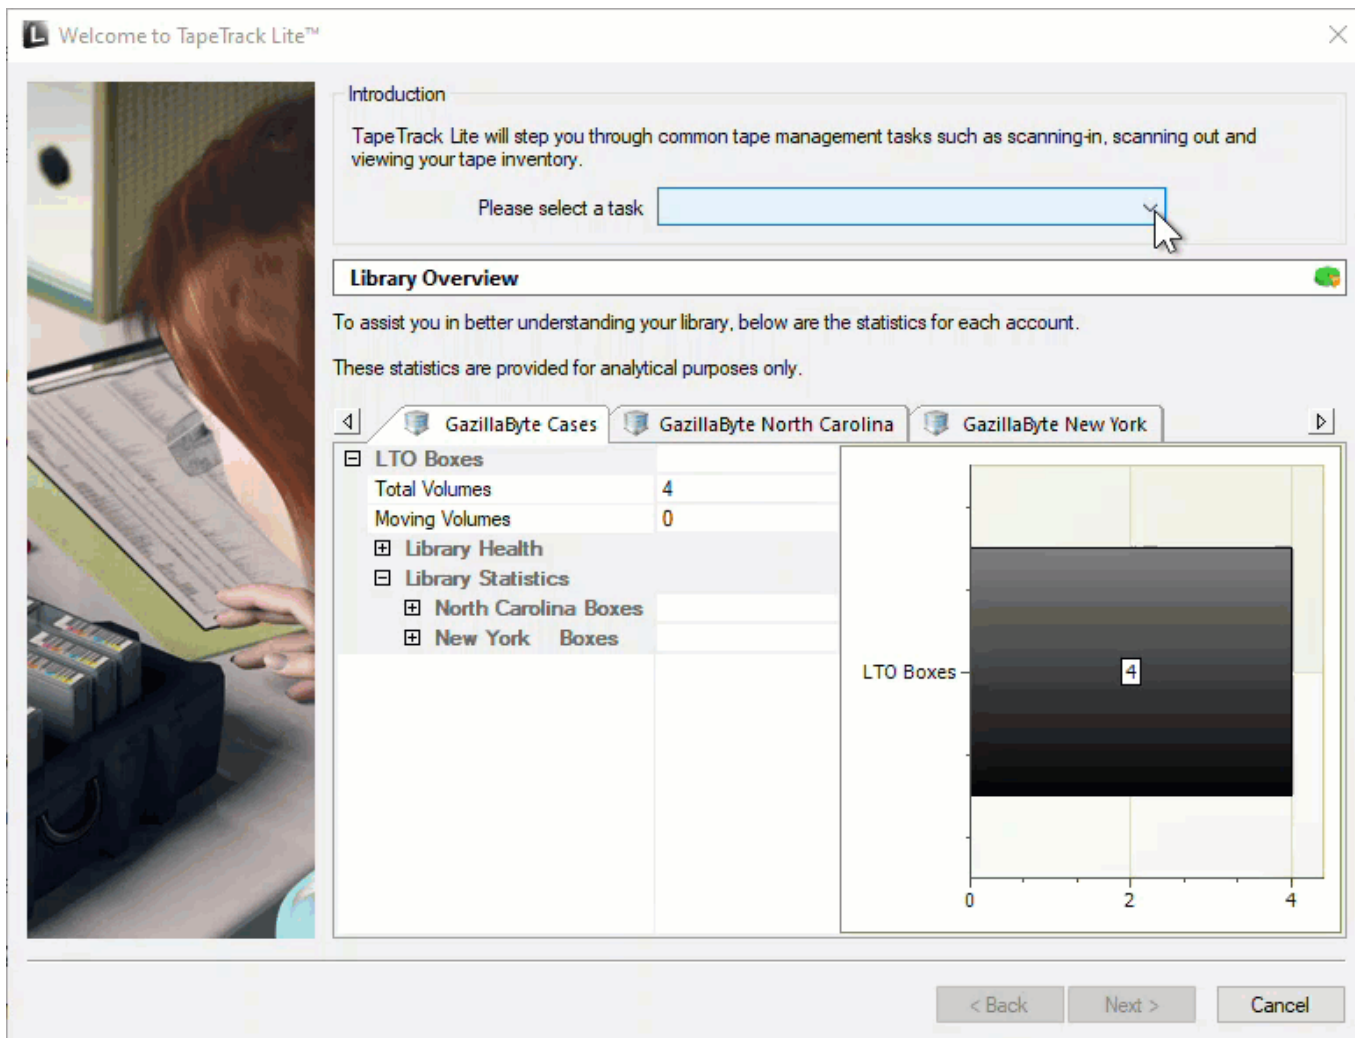 L Welcome to TapeTrack Lite™
Introduction
TapeTrack Lite will step you through common tape management tasks such as scanning-in, scanning out and
viewing your tape inventory.
Please select a task
Library Overview
To assist you in better understanding your library, below are the statistics for each account.
These statistics are provided for analytical purposes only.
GazillaByte Cases GazillaByte North Carolina GazillaByte New York
LTO Boxes
Total Volumes 4
Moving Volumes 0
Library Health
Library Statistics
North Carolina Boxes
New York Boxes
LTO Boxes 4
0 2 4
< Back Next > Cancel